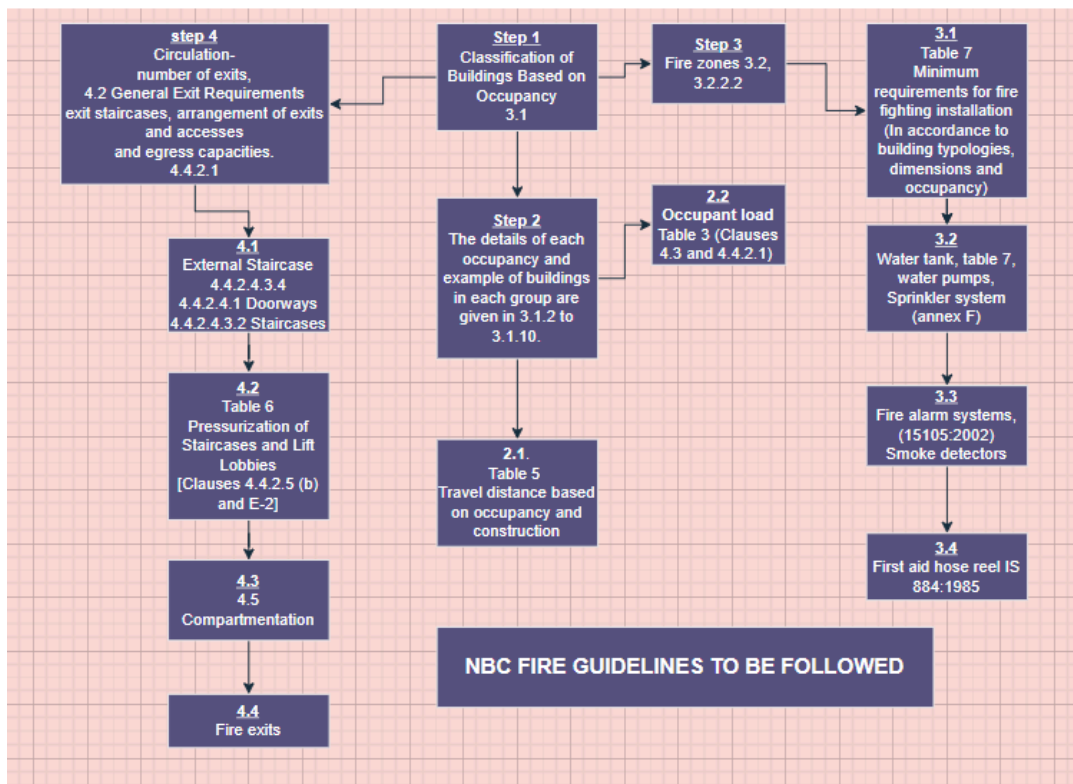 step 4
Circulation-
number of exits,
4.2 General Exit Requirements
exit staircases, arrangement of exits
and accesses
and egress capacities.
4.4.2.1
Step 1
Classification of
Buildings Based on
Occupancy
3.1
Step 3
Fire zones 3.2,
3.2.2.2
3.1
Table 7
Minimum
requirements for fire
fighting installation
(In accordance to
building typologies,
dimensions and
occupancy)
4.1
External Staircase
4.4.2.4.3.4
4.4.2.4.1 Doorways
4.4.2.4.3.2 Staircases
Step 2
The details of each
occupancy and
example of buildings
in each group are
given in 3.1.2 to
3.1.10.
2.2
Occupant load
Table 3 (Clauses
4.3 and 4.4.2.1)
3.2
Water tank, table 7,
water pumps,
Sprinkler system
(annex F)
4.2
Table 6
Pressurization of
Staircases and Lift
Lobbies
[Clauses 4.4.2.5 (b)
and E-2]
2.1.
Table 5
Travel distance based
on occupancy and
construction
3.3
Fire alarm systems,
(15105:2002)
Smoke detectors
4.3
4.5
Compartmentation
3.4
First aid hose reel IS
884:1985
4.4
Fire exits
NBC FIRE GUIDELINES TO BE FOLLOWED